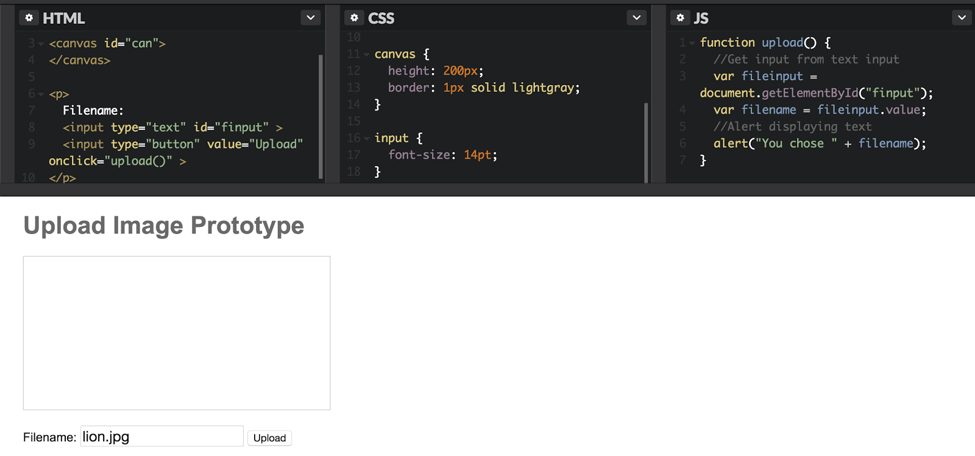 HTML
3 <canvas id="can">
4 </canvas>
5
6 <p>
7 Filename:
8 <input type="text" id="finput" >
9 <input type="button" value="Upload"
onclick="upload()" >
10 </p>
CSS
10
11 canvas {
12 height: 200px;
13 border: 1px solid lightgray;
14 }
15
16 input {
17 font-size: 14pt;
18 }
JS
1 function upload() {
2 //Get input from text input
3 var fileinput =
document.getElementById("finput");
4 var filename = fileinput.value;
5 //Alert displaying text
6 alert("You chose " + filename);
7 }
Upload Image Prototype
Filename: lion.jpg Upload